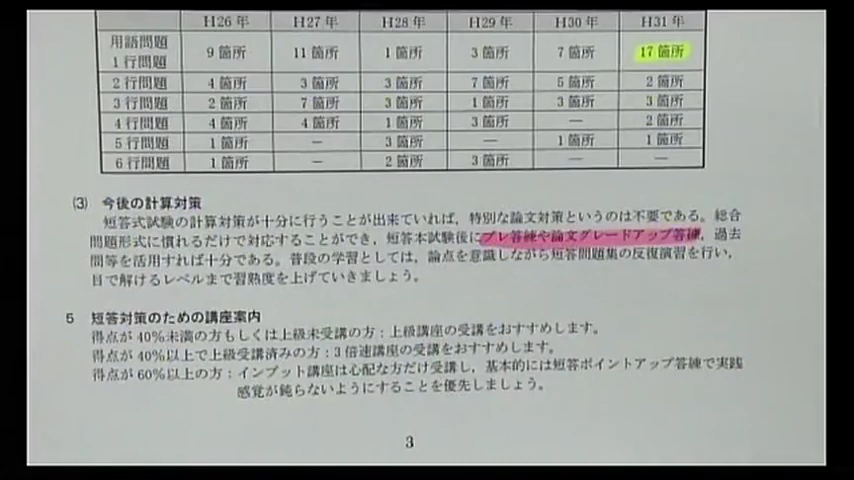 H26年 H27年 H28年 H29年 H30年 H31年
用語問題
1行問題 9箇所 11箇所 1箇所 3箇所 7箇所 17箇所
2行問題 4箇所 3箇所 3箇所 7箇所 5箇所 2箇所
3行問題 2箇所 7箇所 3箇所 1箇所 3箇所 3箇所
4行問題 4箇所 4箇所 1箇所 3箇所 — 2箇所
5行問題 1箇所 — 3箇所 — 1箇所 1箇所
6行問題 1箇所 — 2箇所 3箇所 — —
⑶ 今後の計算対策
短答式試験の計算対策が十分に行うことが出来ていれば，特別な論文対策というのは不要である。総合
問題形式に慣れるだけで対応することができ，短答本試験後にプレ答練や論文グレードアップ答練，過去
問等を活用すれば十分である。普段の学習としては，論点を意識しながら短答問題集の反復演習を行い，
目で解けるレベルまで習熟度を上げていきましょう。
5 短答対策のための講座案内
得点が40%未満の方もしくは上級未受講の方：上級講座の受講をおすすめします。
得点が40%以上で上級受講済みの方：3倍速講座の受講をおすすめします。
得点が60%以上の方：インプット講座は心配な方だけ受講し，基本的には短答ポイントアップ答練で実践
感覚が鈍らないようにすることを優先しましょう。
3